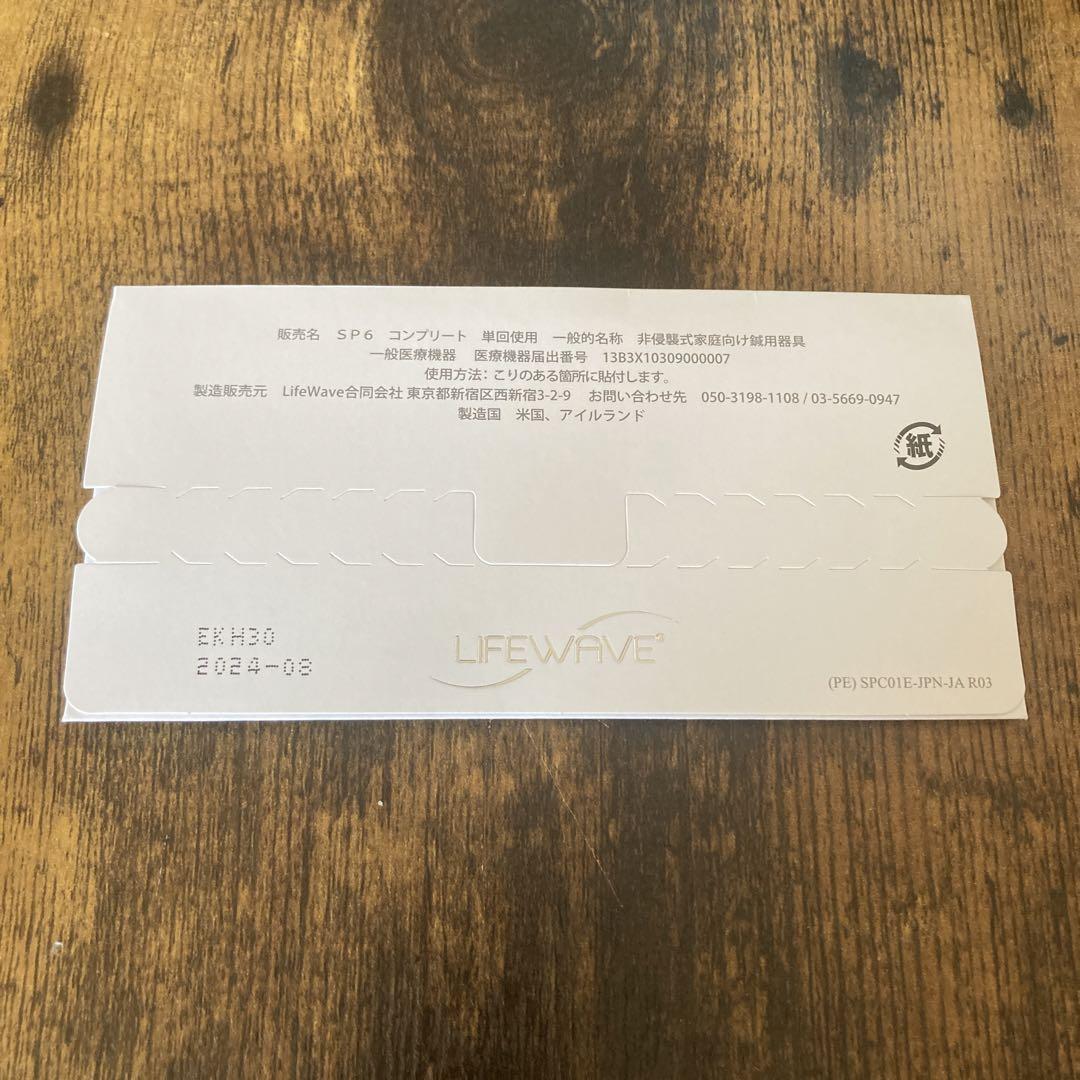 販売名　ＳＰ６　コンプリート　単回使用　一般的名称　非侵襲式家庭向け鍼用器具
一般医療機器　医療機器届出番号　13B3X10309000007
使用方法：こりのある箇所に貼付します。
製造販売元　LifeWave合同会社 東京都新宿区西新宿3-2-9　お問い合わせ先　050-3198-1108 / 03-5669-0947
製造国　米国、アイルランド
紙
EKH30
2024-08
LIFEWAVE³
(PE) SPC01E-JPN-JA R03